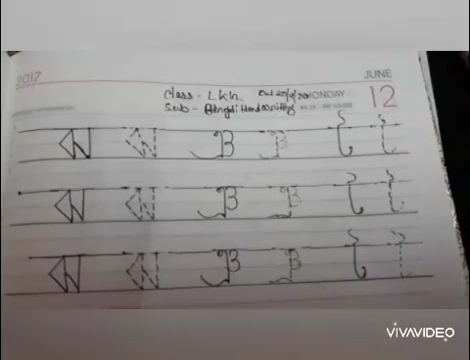 2017 JUNE
Class - MONDAY 12
Sub - Bengali Handwriting
ঝ ঝ ঞ ঞ ট ট
ঝ ঝ ঞ ঞ ট ট
ঝ ঝ ঞ ঞ ট ট
VIVAVIDEO